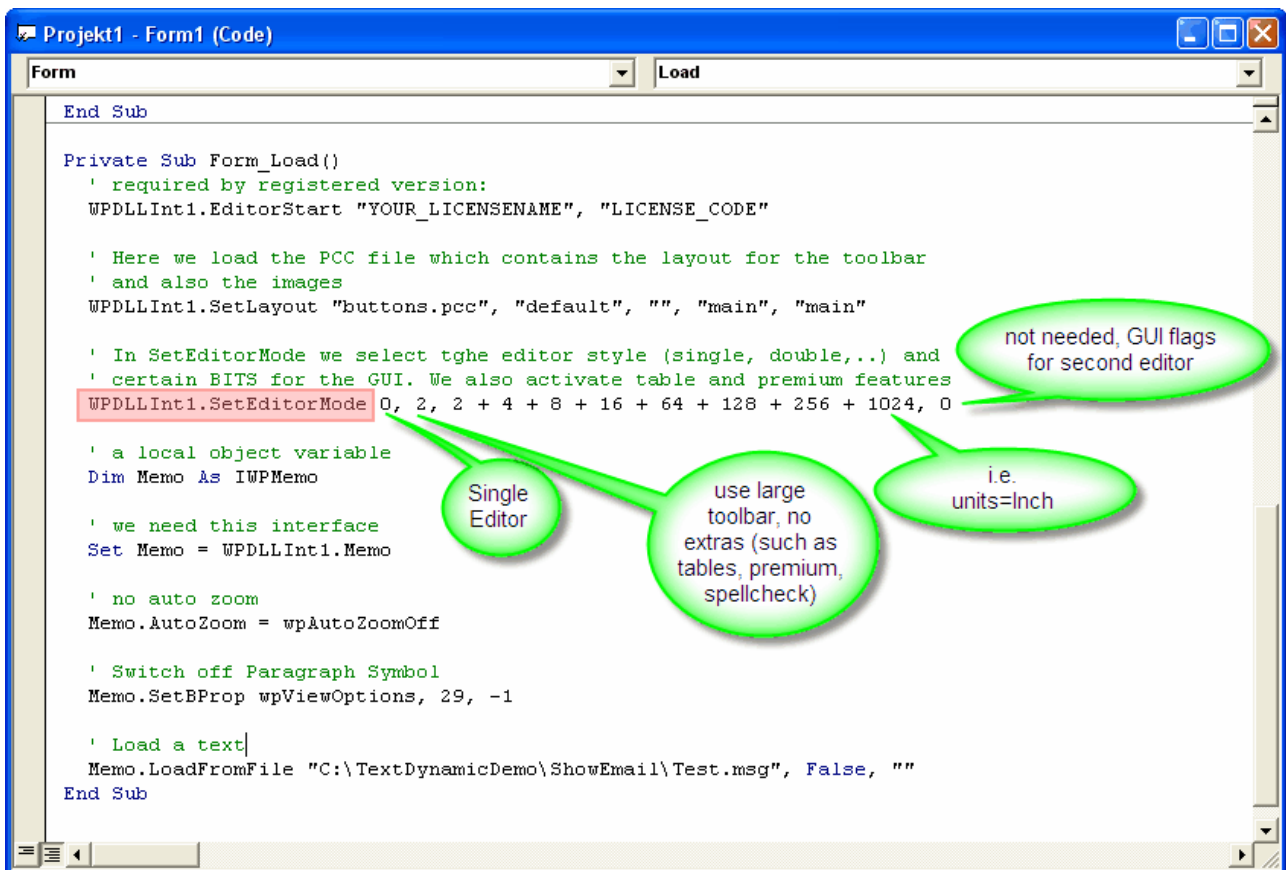 Projekt1 - Form1 (Code)
Form
Load
End Sub
Private Sub Form_Load()
' required by registered version:
WPDLLInt1.EditorStart "YOUR_LICENSENAME", "LICENSE_CODE"
' Here we load the PCC file which contains the layout for the toolbar
' and also the images
WPDLLInt1.SetLayout "buttons.pcc", "default", "", "main", "main"
' In SetEditorMode we select tghe editor style (single, double,..) and
' certain BITS for the GUI. We also activate table and premium features
WPDLLInt1.SetEditorMode 0, 2, 2 + 4 + 8 + 16 + 64 + 128 + 256 + 1024, 0
not needed, GUI flags
for second editor
' a local object variable
Dim Memo As IWPMemo
Single
Editor
use large
toolbar, no
extras (such as
tables, premium,
spellcheck)
i.e.
units=Inch
' we need this interface
Set Memo = WPDLLInt1.Memo
' no auto zoom
Memo.AutoZoom = wpAutoZoomOff
' Switch off Paragraph Symbol
Memo.SetBProp wpViewOptions, 29, -1
' Load a text
Memo.LoadFromFile "C:\TextDynamicDemo\ShowEmail\Test.msg", False, ""
End Sub